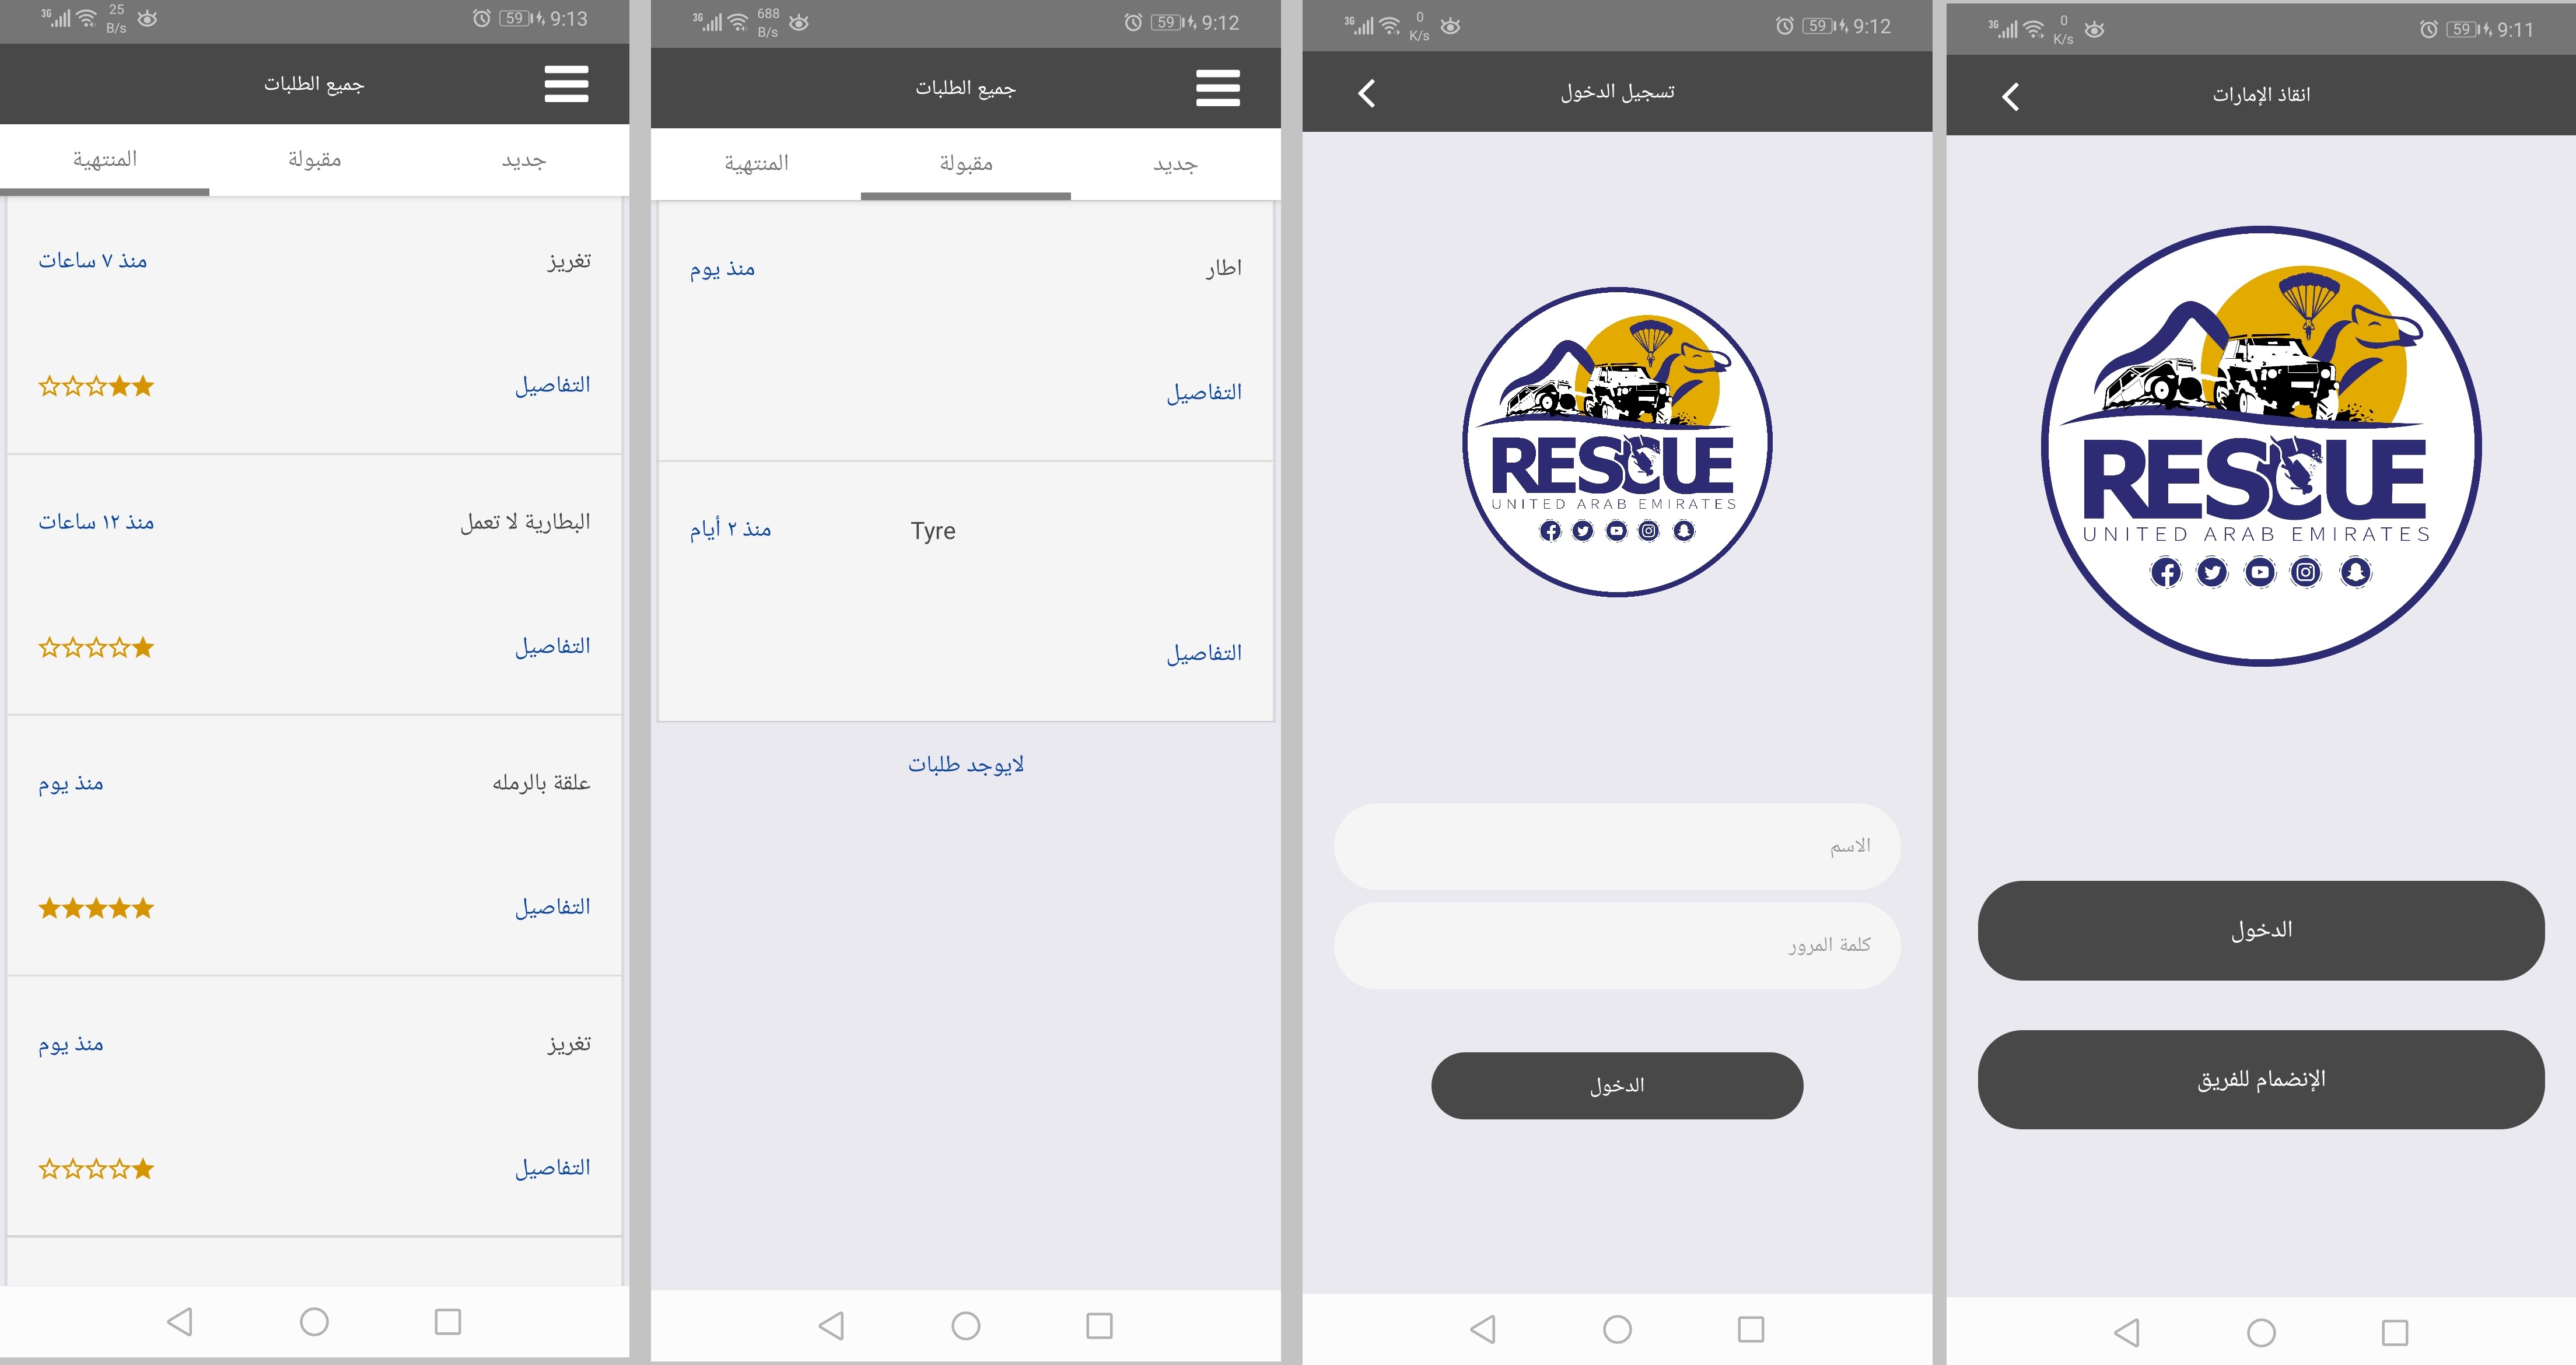 3G 25 B/s 59 9:13
جميع الطلبات
جديد مقبولة المنتهية
تغريز منذ ٧ ساعات
التفاصيل
البطارية لا تعمل منذ ١٢ ساعات
التفاصيل
علقة بالرمله منذ يوم
التفاصيل
تغريز منذ يوم
التفاصيل
3G 688 B/s 59 9:12
جميع الطلبات
جديد مقبولة المنتهية
اطار منذ يوم
التفاصيل
Tyre منذ ٢ أيام
التفاصيل
لايوجد طلبات
3G 0 K/s 59 9:12
تسجيل الدخول
RESCUE
UNITED ARAB EMIRATES
الاسم
كلمة المرور
الدخول
3G 0 K/s 59 9:11
انقاذ الإمارات
RESCUE
UNITED ARAB EMIRATES
الدخول
الإنضمام للفريق